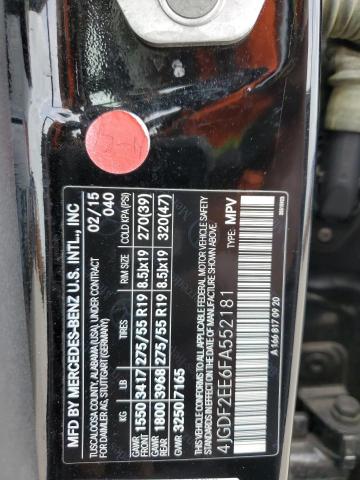 MFD BY MERCEDES-BENZ U.S. INTL., INC
TUSCALOOSA COUNTY, ALABAMA (USA), UNDER CONTRACT
FOR DAIMLER AG, STUTTGART (GERMANY)
02/15
040
KG LB TIRES RIM SIZE COLD KPA (PSI)
GAWR FRONT 1550 3417 275/55 R19 8.5Jx19 270(39)
GAWR REAR 1800 3968 275/55 R19 8.5Jx19 320(47)
GVWR 3250 7165
THIS VEHICLE CONFORMS TO ALL APPLICABLE FEDERAL MOTOR VEHICLE SAFETY
STANDARDS IN EFFECT ON THE DATE OF MANUFACTURE SHOWN ABOVE.
4JGDF2EE6FA552181 TYPE: MPV
A 166 817 09 20